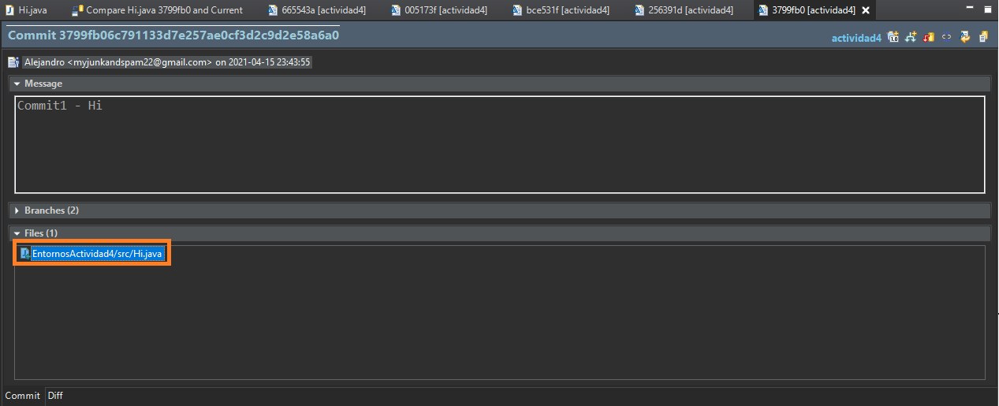 Hi.java Compare Hi.java 3799fb0 and Current 665543a [actividad4] 005173f [actividad4] bce531f [actividad4] 256391d [actividad4] 3799fb0 [actividad4]
Commit 3799fb06c791133d7e257ae0cf3d2c9d2e58a6a0 actividad4
Alejandro <myjunkandspam22@gmail.com> on 2021-04-15 23:43:55
Message
Commit1 - Hi
Branches (2)
Files (1)
EntornosActividad4/src/Hi.java
Commit Diff